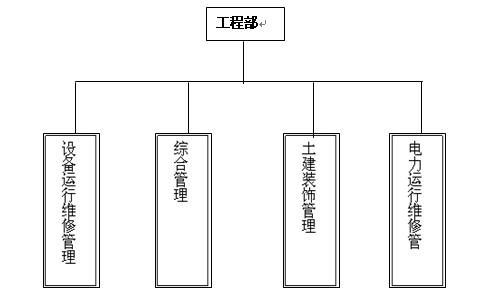 工程部
设备运行维修管理
综合管理
土建装饰管理
电力运行维修管